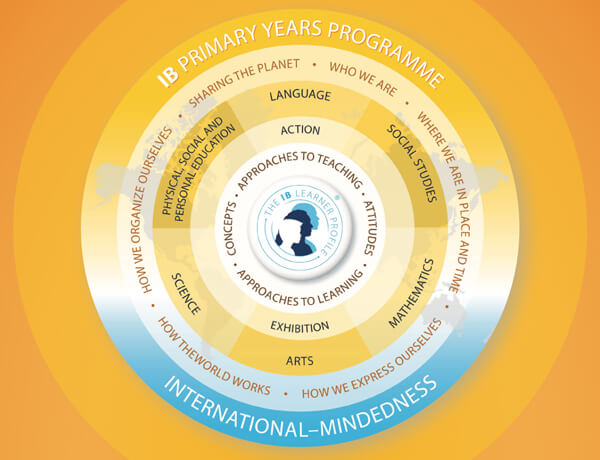 IB PRIMARY YEARS PROGRAMME
SHARING THE PLANET • WHO WE ARE • WHERE WE ARE IN PLACE AND TIME • HOW WE EXPRESS OURSELVES • HOW THEWORLD WORKS • HOW WE ORGANIZE OURSELVES •
LANGUAGE
SOCIAL STUDIES
MATHEMATICS
ARTS
SCIENCE
PHYSICAL, SOCIAL AND
PERSONAL EDUCATION
ACTION
EXHIBITION
APPROACHES TO TEACHING • ATTITUDES • APPROACHES TO LEARNING • CONCEPTS •
THE IB LEARNER PROFILE ®
INTERNATIONAL–MINDEDNESS